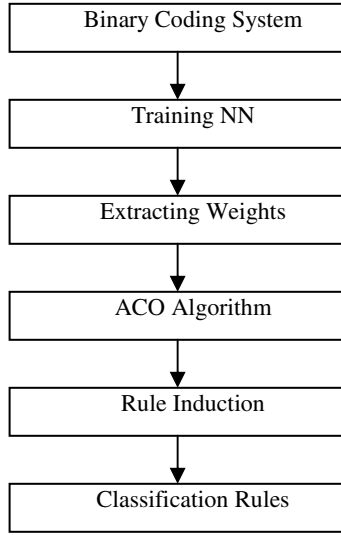 Binary Coding System
Training NN
Extracting Weights
ACO Algorithm
Rule Induction
Classification Rules